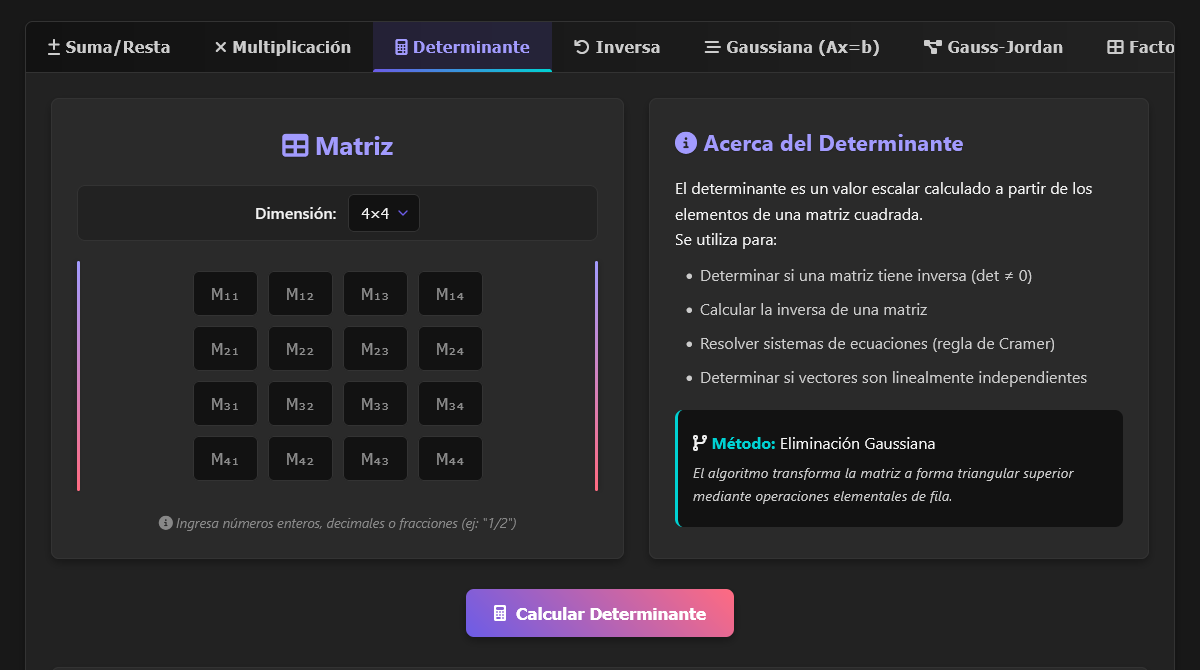 Suma/Resta
Multiplicación
Determinante
Inversa
Gaussiana (Ax=b)
Gauss-Jordan
Facto
Matriz
Dimensión: 4×4
M₁₁ M₁₂ M₁₃ M₁₄
M₂₁ M₂₂ M₂₃ M₂₄
M₃₁ M₃₂ M₃₃ M₃₄
M₄₁ M₄₂ M₄₃ M₄₄
Ingresa números enteros, decimales o fracciones (ej: "1/2")
Acerca del Determinante
El determinante es un valor escalar calculado a partir de los
elementos de una matriz cuadrada.
Se utiliza para:
• Determinar si una matriz tiene inversa (det ≠ 0)
• Calcular la inversa de una matriz
• Resolver sistemas de ecuaciones (regla de Cramer)
• Determinar si vectores son linealmente independientes
Método: Eliminación Gaussiana
El algoritmo transforma la matriz a forma triangular superior
mediante operaciones elementales de fila.
Calcular Determinante